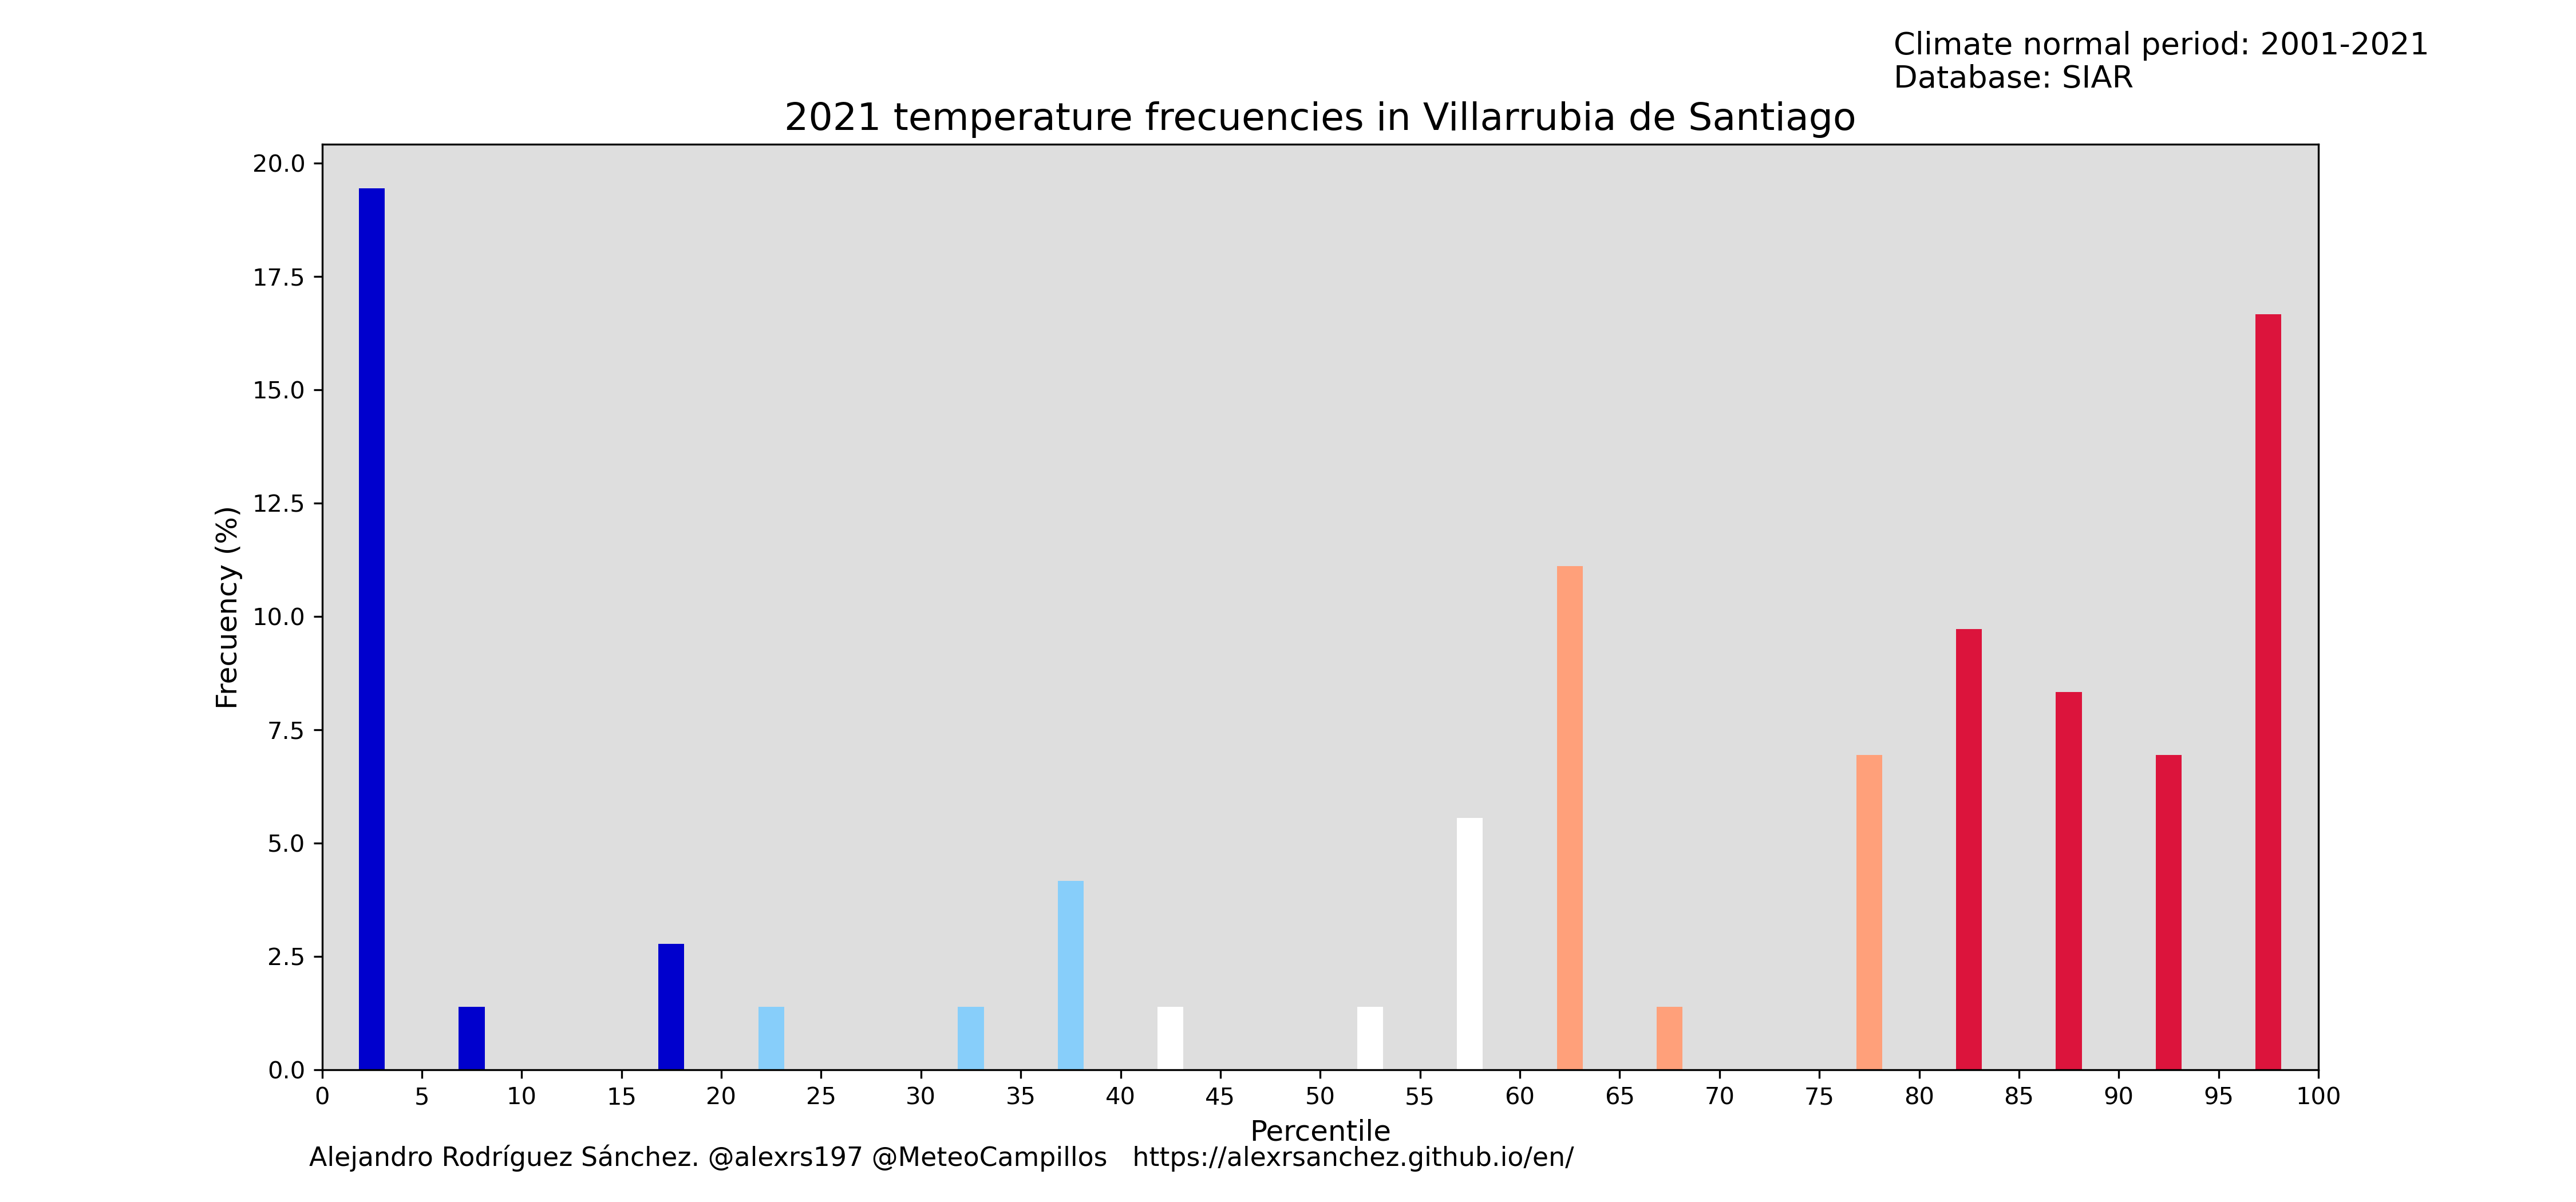 Climate normal period: 2001-2021
Database: SIAR
2021 temperature frecuencies in Villarrubia de Santiago
20.0
17.5
15.0
12.5
10.0
7.5
5.0
2.5
0.0
Frecuency (%)
0 5 10 15 20 25 30 35 40 45 50 55 60 65 70 75 80 85 90 95 100
Percentile
Alejandro Rodríguez Sánchez. @alexrs197 @MeteoCampillos https://alexrsanchez.github.io/en/